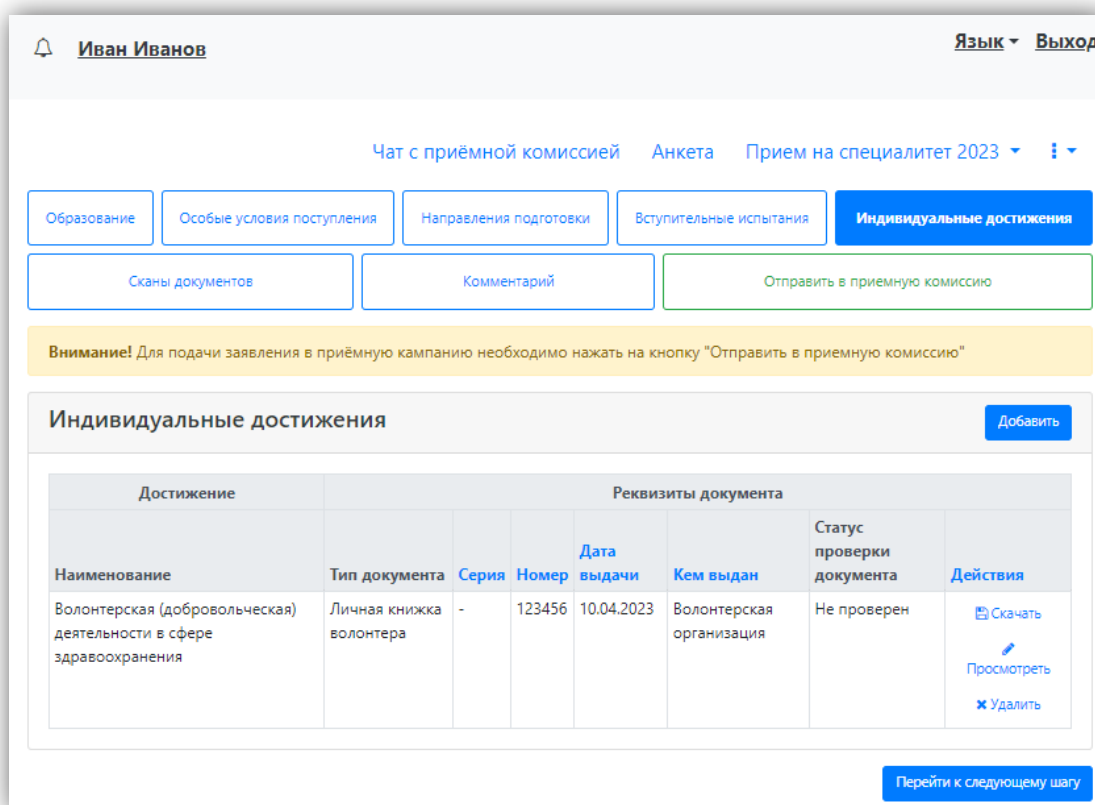 Иван Иванов
Язык Выход
Чат с приёмной комиссией Анкета Прием на специалитет 2023
Образование Особые условия поступления Направления подготовки Вступительные испытания Индивидуальные достижения
Сканы документов Комментарий Отправить в приемную комиссию
Внимание! Для подачи заявления в приёмную кампанию необходимо нажать на кнопку "Отправить в приемную комиссию"
Индивидуальные достижения
Добавить
Достижение Реквизиты документа
Наименование
Тип документа
Серия
Номер
Дата
выдачи
Кем выдан
Статус
проверки
документа
Действия
Волонтерская (добровольческая)
деятельности в сфере
здравоохранения
Личная книжка
волонтера
-
123456
10.04.2023
Волонтерская
организация
Не проверен
Скачать
Просмотреть
Удалить
Перейти к следующему шагу